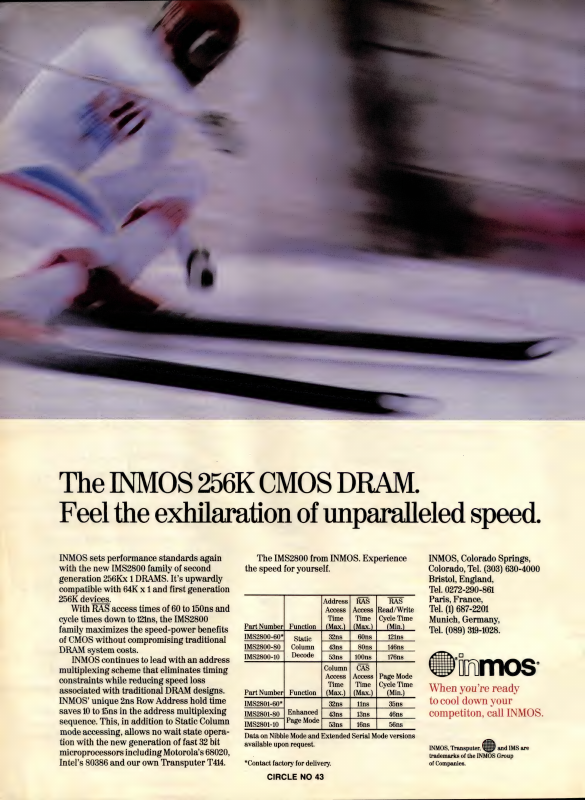 The INMOS 256K CMOS DRAM.
Feel the exhilaration of unparalleled speed.
INMOS sets performance standards again
with the new IMS2800 family of second
generation 256Kx 1 DRAMS. It's upwardly
compatible with 64K x 1 and first generation
256K devices.
With RAS access times of 60 to 150ns and
cycle times down to 121ns, the IMS2800
family maximizes the speed-power benefits
of CMOS without compromising traditional
DRAM system costs.
INMOS continues to lead with an address
multiplexing scheme that eliminates timing
constraints while reducing speed loss
associated with traditional DRAM designs.
INMOS' unique 2ns Row Address hold time
saves 10 to 15ns in the address multiplexing
sequence. This, in addition to Static Column
mode accessing, allows no wait state opera-
tion with the new generation of fast 32 bit
microprocessors including Motorola's 68020,
Intel's 80386 and our own Transputer T414.
The IMS2800 from INMOS. Experience
the speed for yourself.
Part Number Function Address Access Time (Max.) RAS Access Time (Max.) RAS Read/Write Cycle Time (Min.)
IMS2800-60* Static Column Decode 32ns 60ns 121ns
IMS2800-80 43ns 80ns 146ns
IMS2800-10 53ns 100ns 176ns
Part Number Function Column Access Time (Max.) CAS Access Time (Max.) Page Mode Cycle Time (Min.)
IMS2801-60* Enhanced Page Mode 32ns 11ns 35ns
IMS2801-80 43ns 13ns 46ns
IMS2801-10 53ns 16ns 56ns
Data on Nibble Mode and Extended Serial Mode versions
available upon request.
*Contact factory for delivery.
CIRCLE NO 43
INMOS, Colorado Springs,
Colorado, Tel. (303) 630-4000
Bristol, England,
Tel. 0272-290-861
Paris, France,
Tel. (1) 687-2201
Munich, Germany,
Tel. (089) 319-1028.
inmos®
When you're ready
to cool down your
competiton, call INMOS.
INMOS, Transputer, and IMS are
trademarks of the INMOS Group
of Companies.